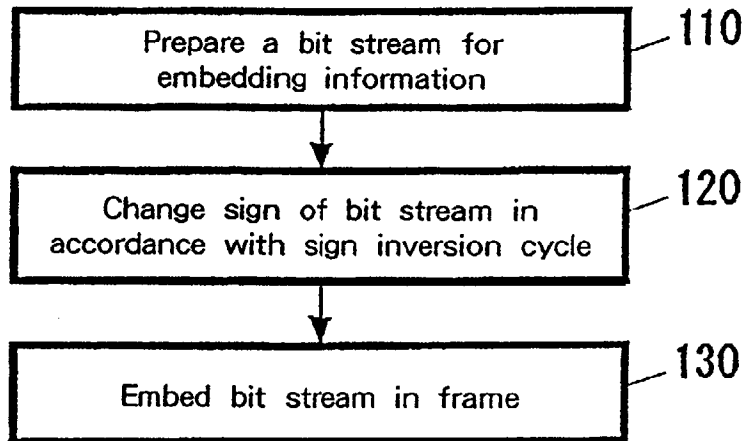 Prepare a bit stream for
embedding information
110
Change sign of bit stream in
accordance with sign inversion cycle
120
Embed bit stream in frame
130